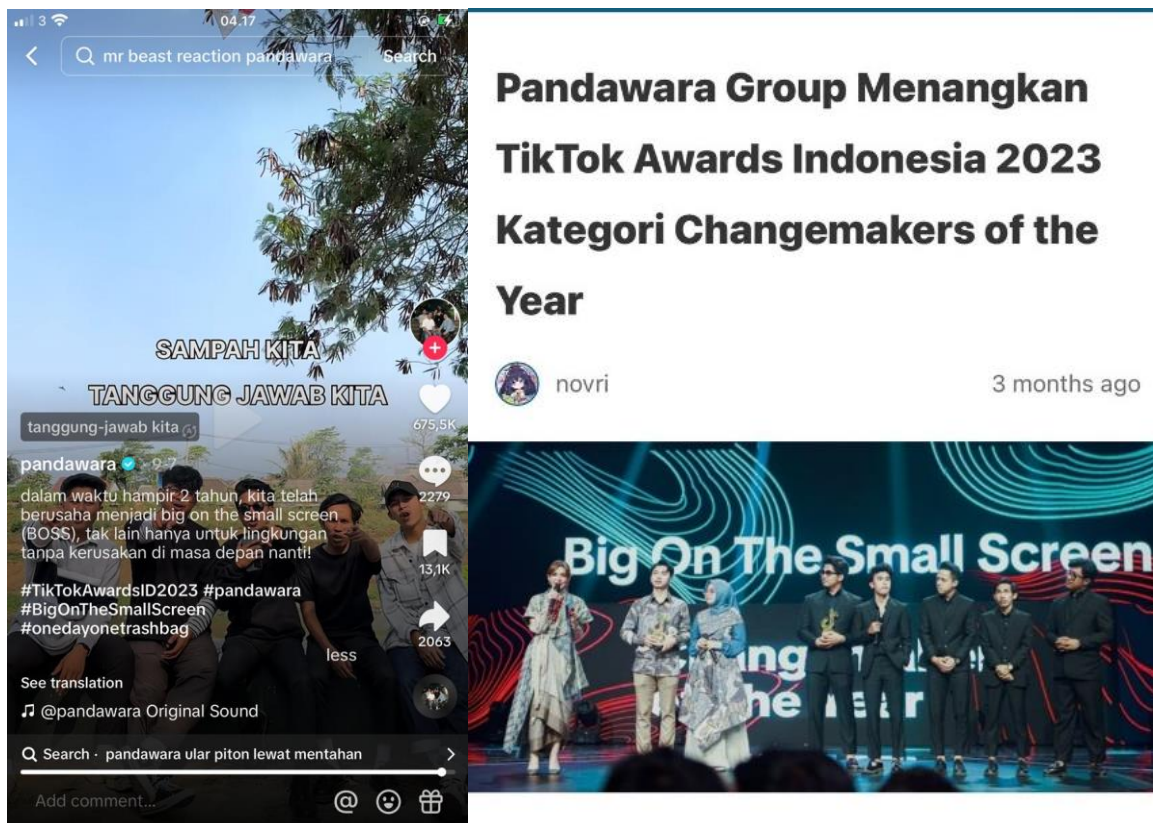 3
04.17
mr beast reaction pandawara
Search
SAMPAH KITA
TANGGUNG JAWAB KITA
675,5K
tanggung-jawab kita
pandawara · 9-7
2279
dalam waktu hampir 2 tahun, kita telah
berusaha menjadi big on the small screen
(BOSS), tak lain hanya untuk lingkungan
tanpa kerusakan di masa depan nanti!
13,1K
#TikTokAwardsID2023 #pandawara
#BigOnTheSmallScreen
#onedayonetrashbag
2063
less
See translation
@pandawara Original Sound
Search · pandawara ular piton lewat mentahan
Add comment...
Pandawara Group Menangkan
TikTok Awards Indonesia 2023
Kategori Changemakers of the
Year
novri
3 months ago
Big On The Small Screen